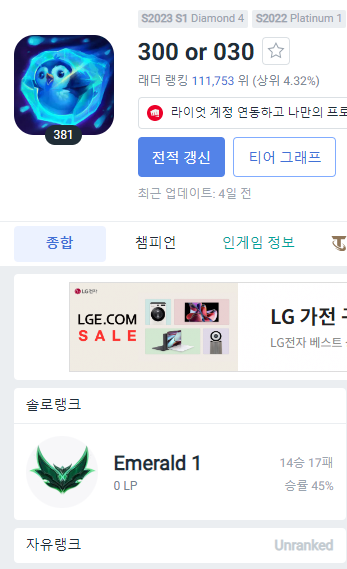 S2023 S1 Diamond 4 S2022 Platinum 1
300 or 030
래더 랭킹 111,753 위 (상위 4.32%)
라이엇 계정 연동하고 나만의 프로
381
전적 갱신 티어 그래프
최근 업데이트: 4일 전
종합 챔피언 인게임 정보
LG전자
LGE.COM
SALE
LG 가전
LG전자 베스트
솔로랭크
Emerald 1 14승 17패
0 LP 승률 45%
자유랭크 Unranked